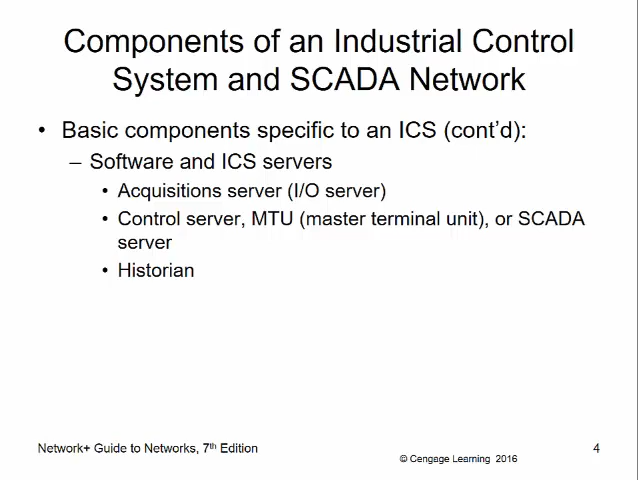 Components of an Industrial Control
System and SCADA Network
• Basic components specific to an ICS (cont’d):
– Software and ICS servers
• Acquisitions server (I/O server)
• Control server, MTU (master terminal unit), or SCADA
server
• Historian
Network+ Guide to Networks, 7th Edition
© Cengage Learning 2016
4